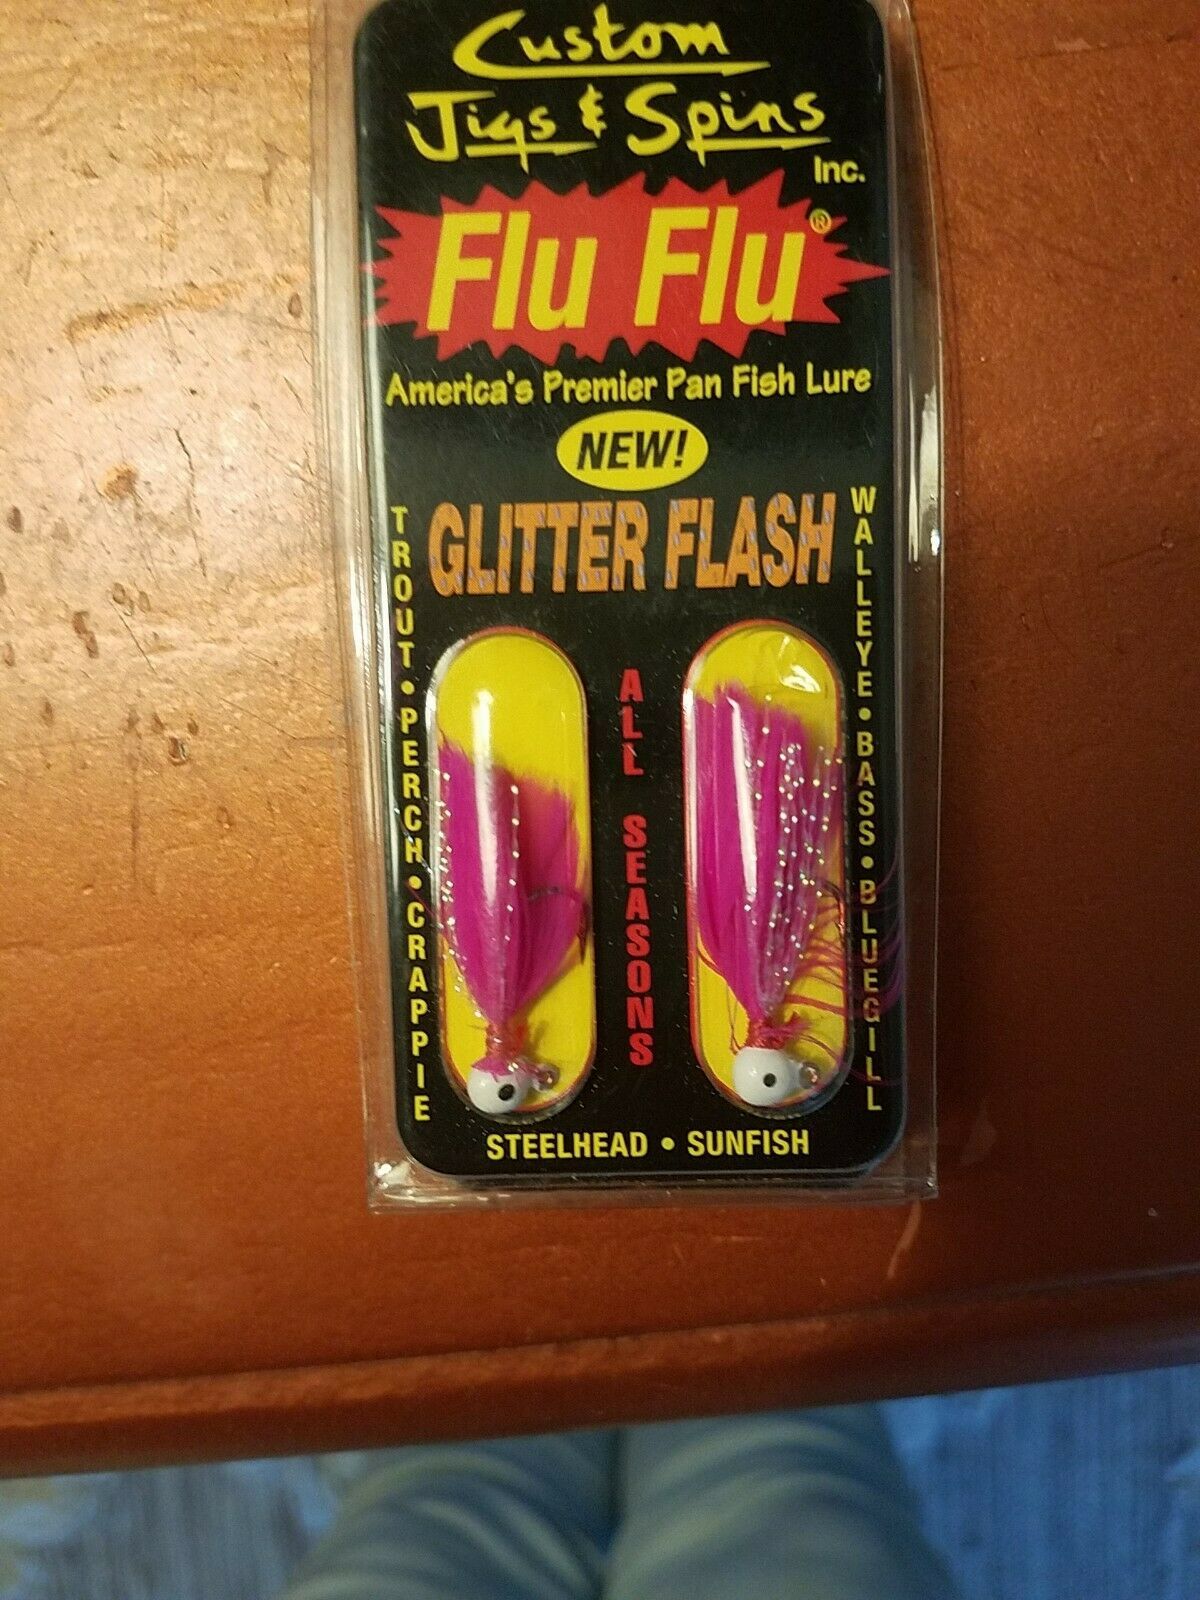 Custom
Jigs & Spins
Inc.
Flu Flu®
America's Premier Pan Fish Lure
NEW!
GLITTER FLASH
TROUT • PERCH • CRAPPIE
ALL SEASONS
WALLEYE • BASS • BLUEGILL
STEELHEAD • SUNFISH